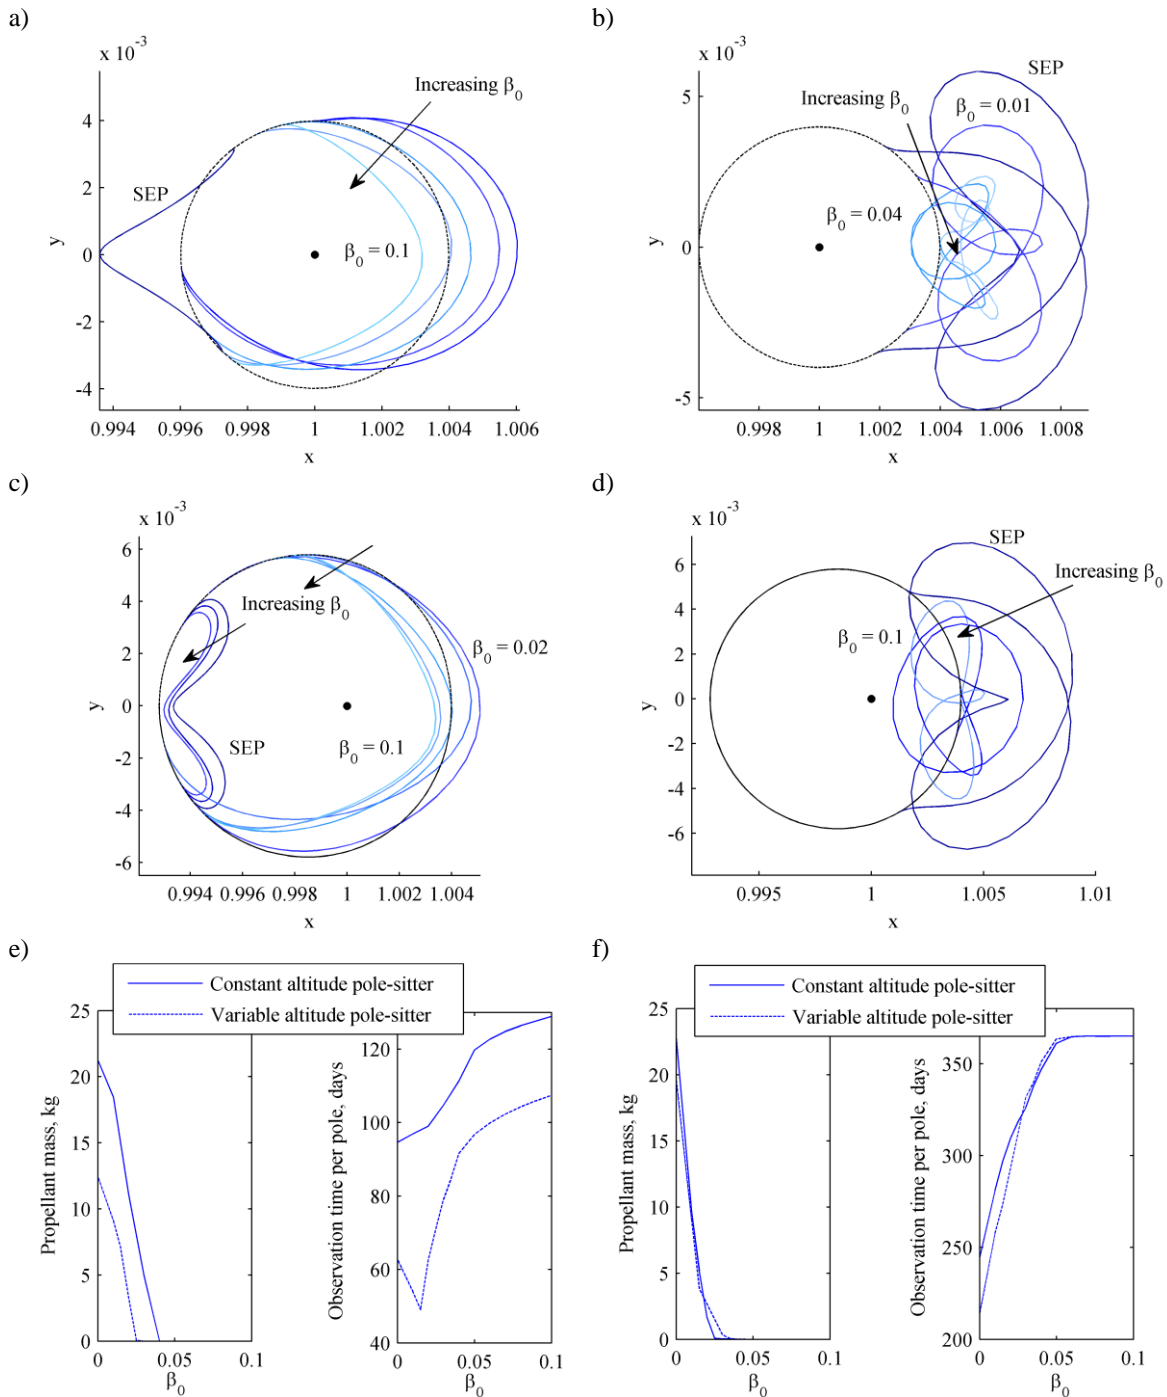 a)
x 10⁻³
Increasing β₀
SEP
β₀ = 0.1
y
4
2
0
-2
-4
0.994 0.996 0.998 1 1.002 1.004 1.006
x
b)
x 10⁻³
SEP
Increasing β₀
β₀ = 0.01
β₀ = 0.04
y
5
0
-5
0.998 1 1.002 1.004 1.006 1.008
x
c)
x 10⁻³
Increasing β₀
β₀ = 0.02
SEP
β₀ = 0.1
y
6
4
2
0
-2
-4
-6
0.994 0.996 0.998 1 1.002 1.004
x
d)
x 10⁻³
SEP
Increasing β₀
β₀ = 0.1
y
6
4
2
0
-2
-4
-6
0.995 1 1.005 1.01
x
e)
Constant altitude pole-sitter
Variable altitude pole-sitter
Propellant mass, kg
25
20
15
10
5
0
0 0.05 0.1
β₀
Observation time per pole, days
120
100
80
60
40
0 0.05 0.1
β₀
f)
Constant altitude pole-sitter
Variable altitude pole-sitter
Propellant mass, kg
25
20
15
10
5
0
0 0.05 0.1
β₀
Observation time per pole, days
350
300
250
200
0 0.05 0.1
β₀